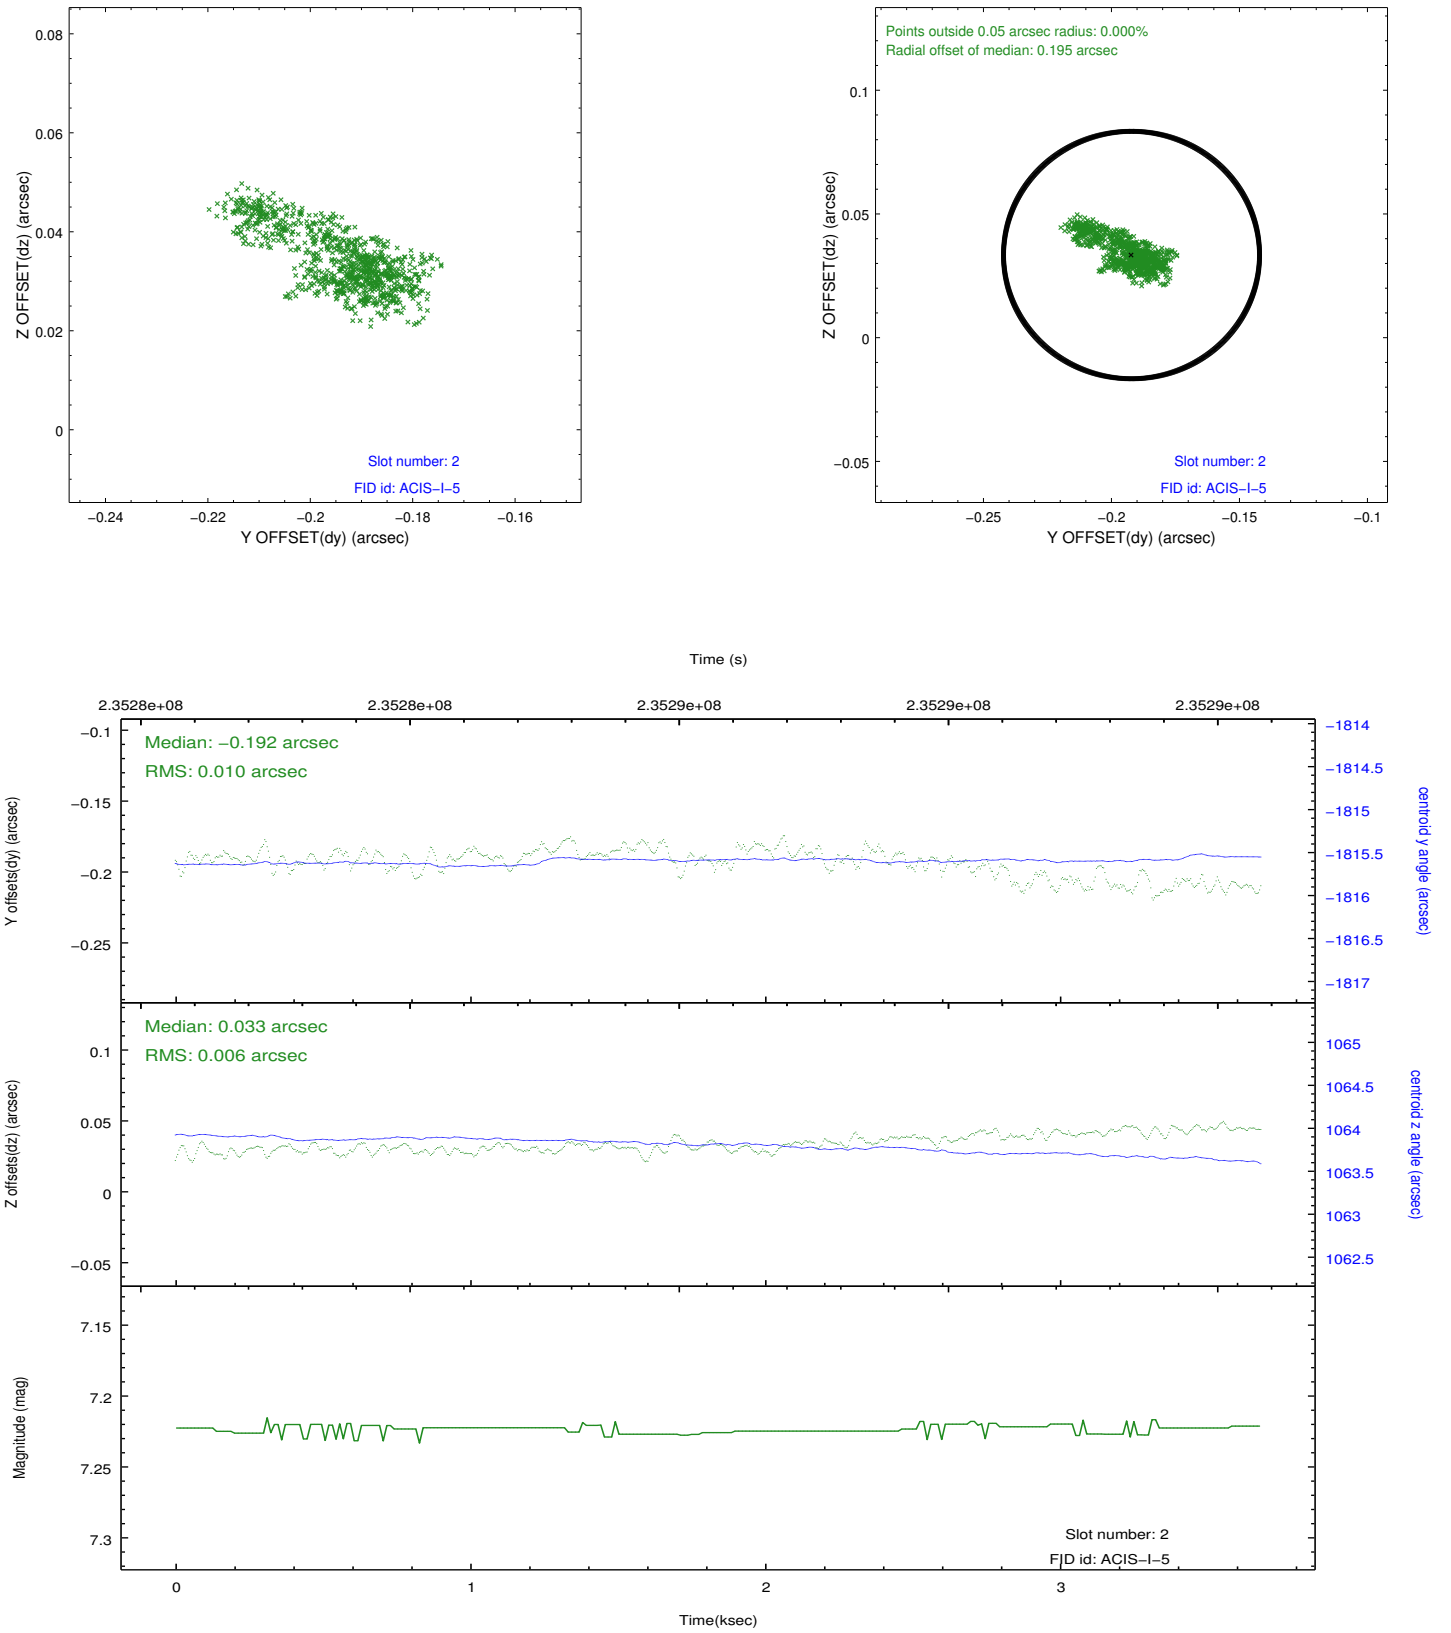 0.08
0.06
0.04
0.02
0
Z OFFSET(dz) (arcsec)
Slot number: 2
FID id: ACIS−I−5
−0.24 −0.22 −0.2 −0.18 −0.16
Y OFFSET(dy) (arcsec)
Points outside 0.05 arcsec radius: 0.000%
Radial offset of median: 0.195 arcsec
0.1
0.05
0
−0.05
Z OFFSET(dz) (arcsec)
Slot number: 2
FID id: ACIS−I−5
−0.25 −0.2 −0.15 −0.1
Y OFFSET(dy) (arcsec)
Time (s)
2.3528e+08 2.3528e+08 2.3529e+08 2.3529e+08 2.3529e+08
Median: −0.192 arcsec
RMS: 0.010 arcsec
−0.1
−0.15
−0.2
−0.25
Y offsets(dy) (arcsec)
−1814
−1814.5
−1815
−1815.5
−1816
−1816.5
−1817
centroid y angle (arcsec)
Median: 0.033 arcsec
RMS: 0.006 arcsec
0.1
0.05
0
−0.05
Z offsets(dz) (arcsec)
1065
1064.5
1064
1063.5
1063
1062.5
centroid z angle (arcsec)
7.15
7.2
7.25
7.3
Magnitude (mag)
Slot number: 2
FID id: ACIS−I−5
0 1 2 3
Time(ksec)